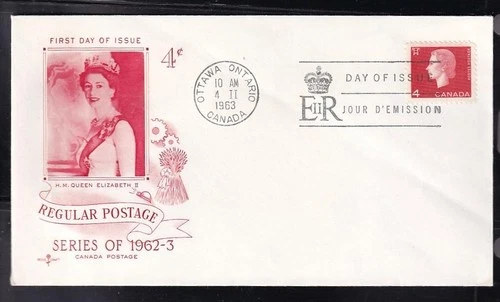 FIRST DAY OF ISSUE
4¢
H.M. QUEEN ELIZABETH II
REGULAR POSTAGE
SERIES OF 1962-3
CANADA POSTAGE
OTTAWA ONTARIO
10 AM
4 II
1963
CANADA
EIIR
DAY OF ISSUE
JOUR D'EMISSION
4 CANADA